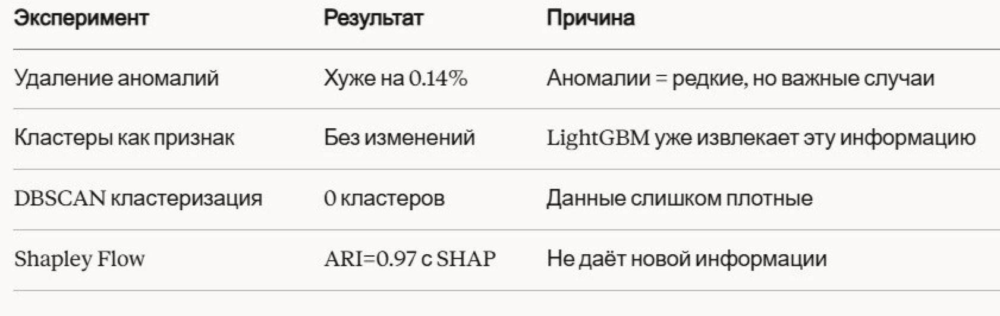 Эксперимент Результат Причина
Удаление аномалий Хуже на 0.14% Аномалии = редкие, но важные случаи
Кластеры как признак Без изменений LightGBM уже извлекает эту информацию
DBSCAN кластеризация 0 кластеров Данные слишком плотные
Shapley Flow ARI=0.97 с SHAP Не даёт новой информации